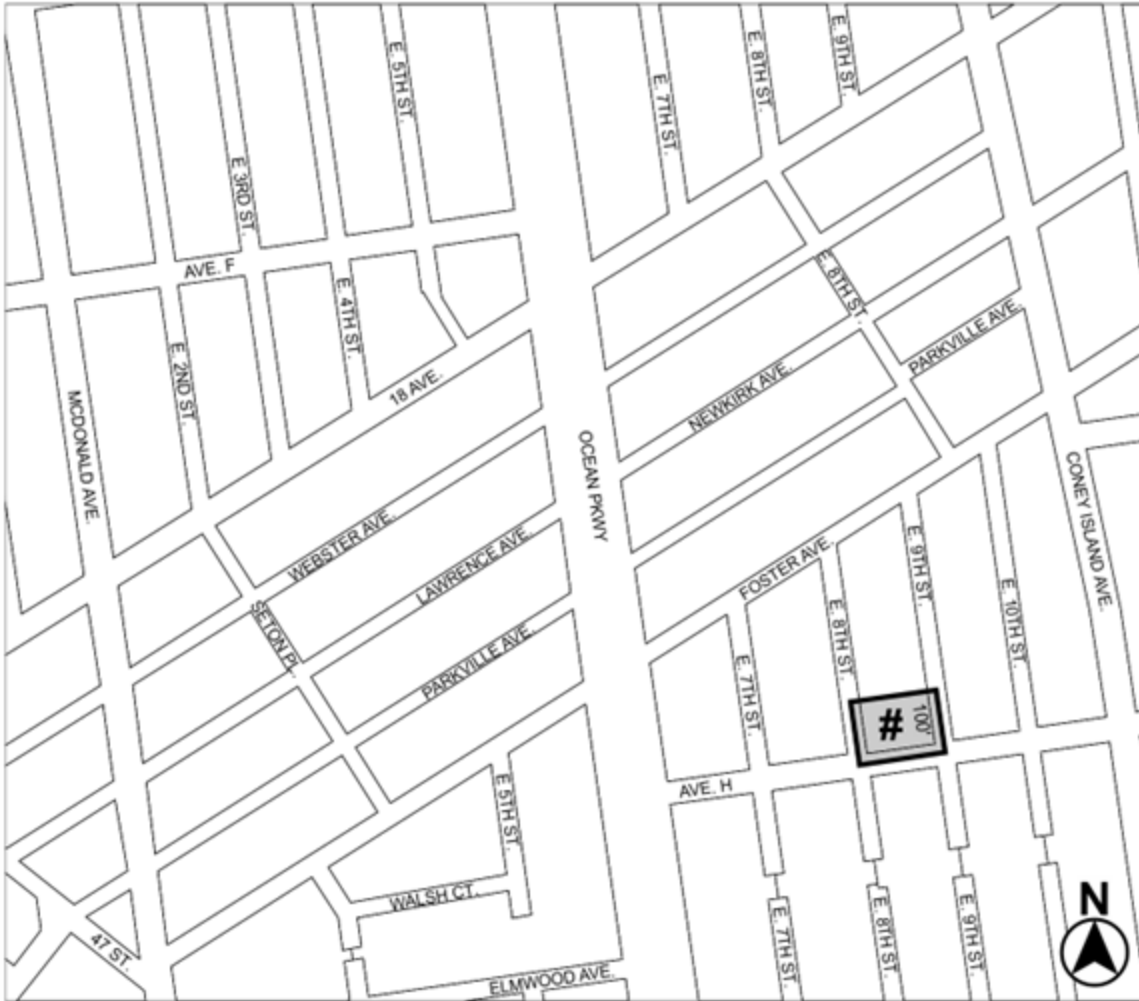 E. 5TH ST.
E. 7TH ST.
E. 8TH ST.
E. 9TH ST.
E 3RD ST.
AVE. F
E. 4TH ST.
E. 8TH ST.
E. 2ND ST.
18 AVE.
PARKVILLE AVE.
NEWKIRK AVE.
MCDONALD AVE.
OCEAN PKWY
CONEY ISLAND AVE.
WEBSTER AVE.
LAWRENCE AVE.
FOSTER AVE.
E. 9TH ST.
SETON PL.
PARKVILLE AVE.
E. 7TH ST.
E. 8TH ST.
E. 10TH ST.
# 100'
AVE. H
E. 5TH ST.
WALSH CT.
47 ST.
ELMWOOD AVE.
E. 7TH ST.
E. 8TH ST.
E. 9TH ST.
N